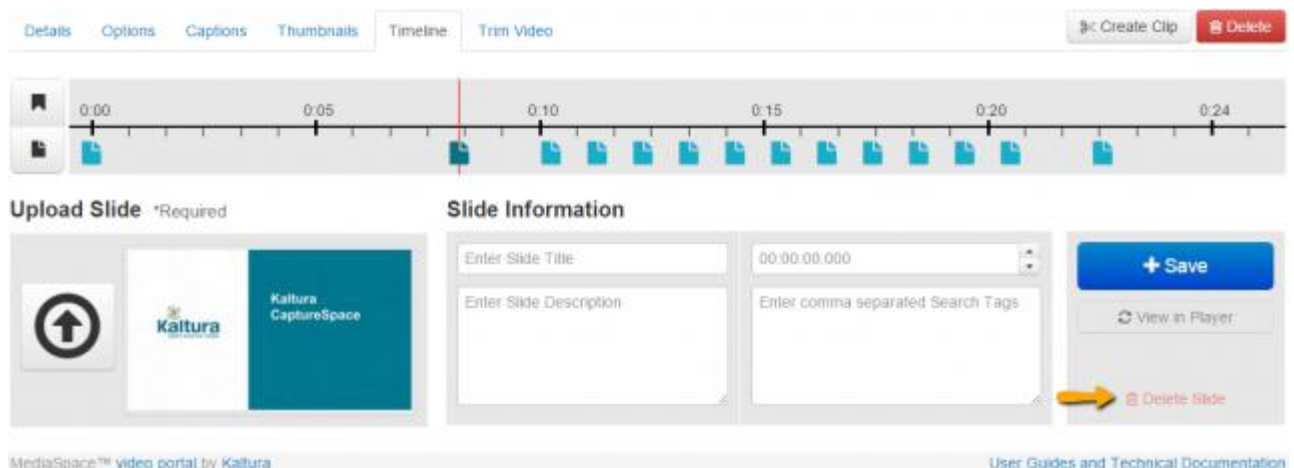 Details Options Captions Thumbnails Timeline Trim Video Create Clip Delete
0:00 0:05 0:10 0:15 0:20 0:24
Upload Slide *Required
Slide Information
Kaltura
Kaltura
CaptureSpace
Enter Slide Title
00:00:00.000
Enter Slide Description
Enter comma separated Search Tags
+ Save
View in Player
Delete Slide
MediaSpace™ video portal by Kaltura
User Guides and Technical Documentation